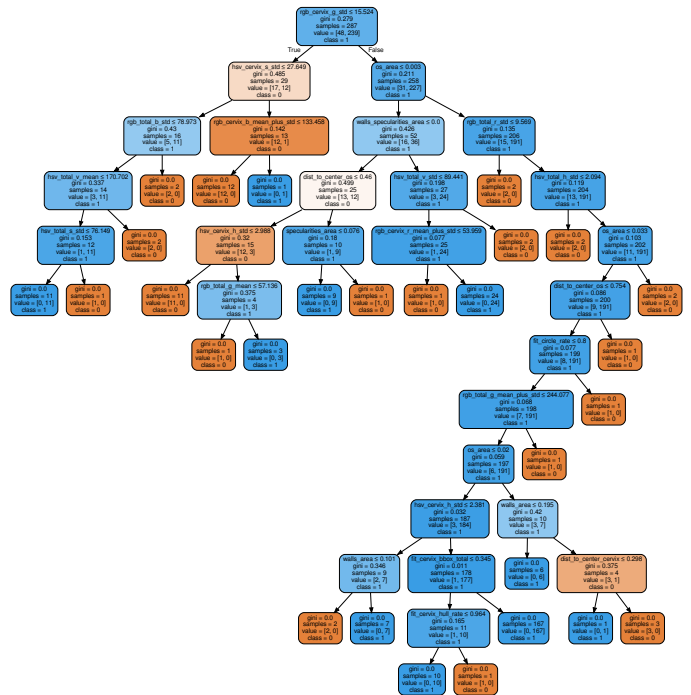 rgb_cervix_g_std ≤ 15.524
gini = 0.279
samples = 287
value = [48, 239]
class = 1
True
False
hsv_cervix_s_std ≤ 27.649
gini = 0.485
samples = 29
value = [17, 12]
class = 0
os_area ≤ 0.003
gini = 0.211
samples = 258
value = [31, 227]
class = 1
rgb_total_b_std ≤ 78.973
gini = 0.43
samples = 16
value = [5, 11]
class = 1
rgb_cervix_b_mean_plus_std ≤ 133.456
gini = 0.142
samples = 13
value = [12, 1]
class = 0
walls_specularities_area ≤ 0.0
gini = 0.426
samples = 52
value = [16, 36]
class = 1
rgb_total_r_std ≤ 9.569
gini = 0.135
samples = 206
value = [15, 191]
class = 1
hsv_total_v_mean ≤ 170.702
gini = 0.337
samples = 14
value = [3, 11]
class = 1
gini = 0.0
samples = 2
value = [2, 0]
class = 0
gini = 0.0
samples = 12
value = [12, 0]
class = 0
gini = 0.0
samples = 1
value = [0, 1]
class = 1
dist_to_center_os ≤ 0.46
gini = 0.499
samples = 25
value = [13, 12]
class = 0
hsv_total_v_std ≤ 89.441
gini = 0.198
samples = 27
value = [3, 24]
class = 1
gini = 0.0
samples = 2
value = [2, 0]
class = 0
hsv_total_h_std ≤ 2.094
gini = 0.119
samples = 204
value = [13, 191]
class = 1
hsv_total_s_std ≤ 76.149
gini = 0.153
samples = 12
value = [1, 11]
class = 1
gini = 0.0
samples = 2
value = [2, 0]
class = 0
hsv_cervix_h_std ≤ 2.988
gini = 0.32
samples = 15
value = [12, 3]
class = 0
specularities_area ≤ 0.076
gini = 0.18
samples = 10
value = [1, 9]
class = 1
rgb_cervix_r_mean_plus_std ≤ 53.959
gini = 0.077
samples = 25
value = [1, 24]
class = 1
gini = 0.0
samples = 2
value = [2, 0]
class = 0
gini = 0.0
samples = 2
value = [2, 0]
class = 0
os_area ≤ 0.033
gini = 0.103
samples = 202
value = [11, 191]
class = 1
gini = 0.0
samples = 11
value = [0, 11]
class = 1
gini = 0.0
samples = 1
value = [1, 0]
class = 0
gini = 0.0
samples = 11
value = [11, 0]
class = 0
rgb_total_g_mean ≤ 57.136
gini = 0.375
samples = 4
value = [1, 3]
class = 1
gini = 0.0
samples = 9
value = [0, 9]
class = 1
gini = 0.0
samples = 1
value = [1, 0]
class = 0
gini = 0.0
samples = 1
value = [1, 0]
class = 0
gini = 0.0
samples = 24
value = [0, 24]
class = 1
dist_to_center_os ≤ 0.754
gini = 0.086
samples = 200
value = [9, 191]
class = 1
gini = 0.0
samples = 2
value = [2, 0]
class = 0
gini = 0.0
samples = 1
value = [1, 0]
class = 0
gini = 0.0
samples = 3
value = [0, 3]
class = 1
fit_circle_rate ≤ 0.8
gini = 0.077
samples = 199
value = [8, 191]
class = 1
gini = 0.0
samples = 1
value = [1, 0]
class = 0
rgb_total_g_mean_plus_std ≤ 244.077
gini = 0.068
samples = 198
value = [7, 191]
class = 1
gini = 0.0
samples = 1
value = [1, 0]
class = 0
os_area ≤ 0.02
gini = 0.059
samples = 197
value = [6, 191]
class = 1
gini = 0.0
samples = 1
value = [1, 0]
class = 0
hsv_cervix_h_std ≤ 2.381
gini = 0.032
samples = 187
value = [3, 184]
class = 1
walls_area ≤ 0.195
gini = 0.42
samples = 10
value = [3, 7]
class = 1
walls_area ≤ 0.101
gini = 0.346
samples = 9
value = [2, 7]
class = 1
fit_cervix_bbox_total ≤ 0.345
gini = 0.011
samples = 178
value = [1, 177]
class = 1
gini = 0.0
samples = 6
value = [0, 6]
class = 1
dist_to_center_cervix ≤ 0.298
gini = 0.375
samples = 4
value = [3, 1]
class = 0
gini = 0.0
samples = 2
value = [2, 0]
class = 0
gini = 0.0
samples = 7
value = [0, 7]
class = 1
fit_cervix_hull_rate ≤ 0.964
gini = 0.165
samples = 11
value = [1, 10]
class = 1
gini = 0.0
samples = 167
value = [0, 167]
class = 1
gini = 0.0
samples = 1
value = [0, 1]
class = 1
gini = 0.0
samples = 3
value = [3, 0]
class = 0
gini = 0.0
samples = 10
value = [0, 10]
class = 1
gini = 0.0
samples = 1
value = [1, 0]
class = 0